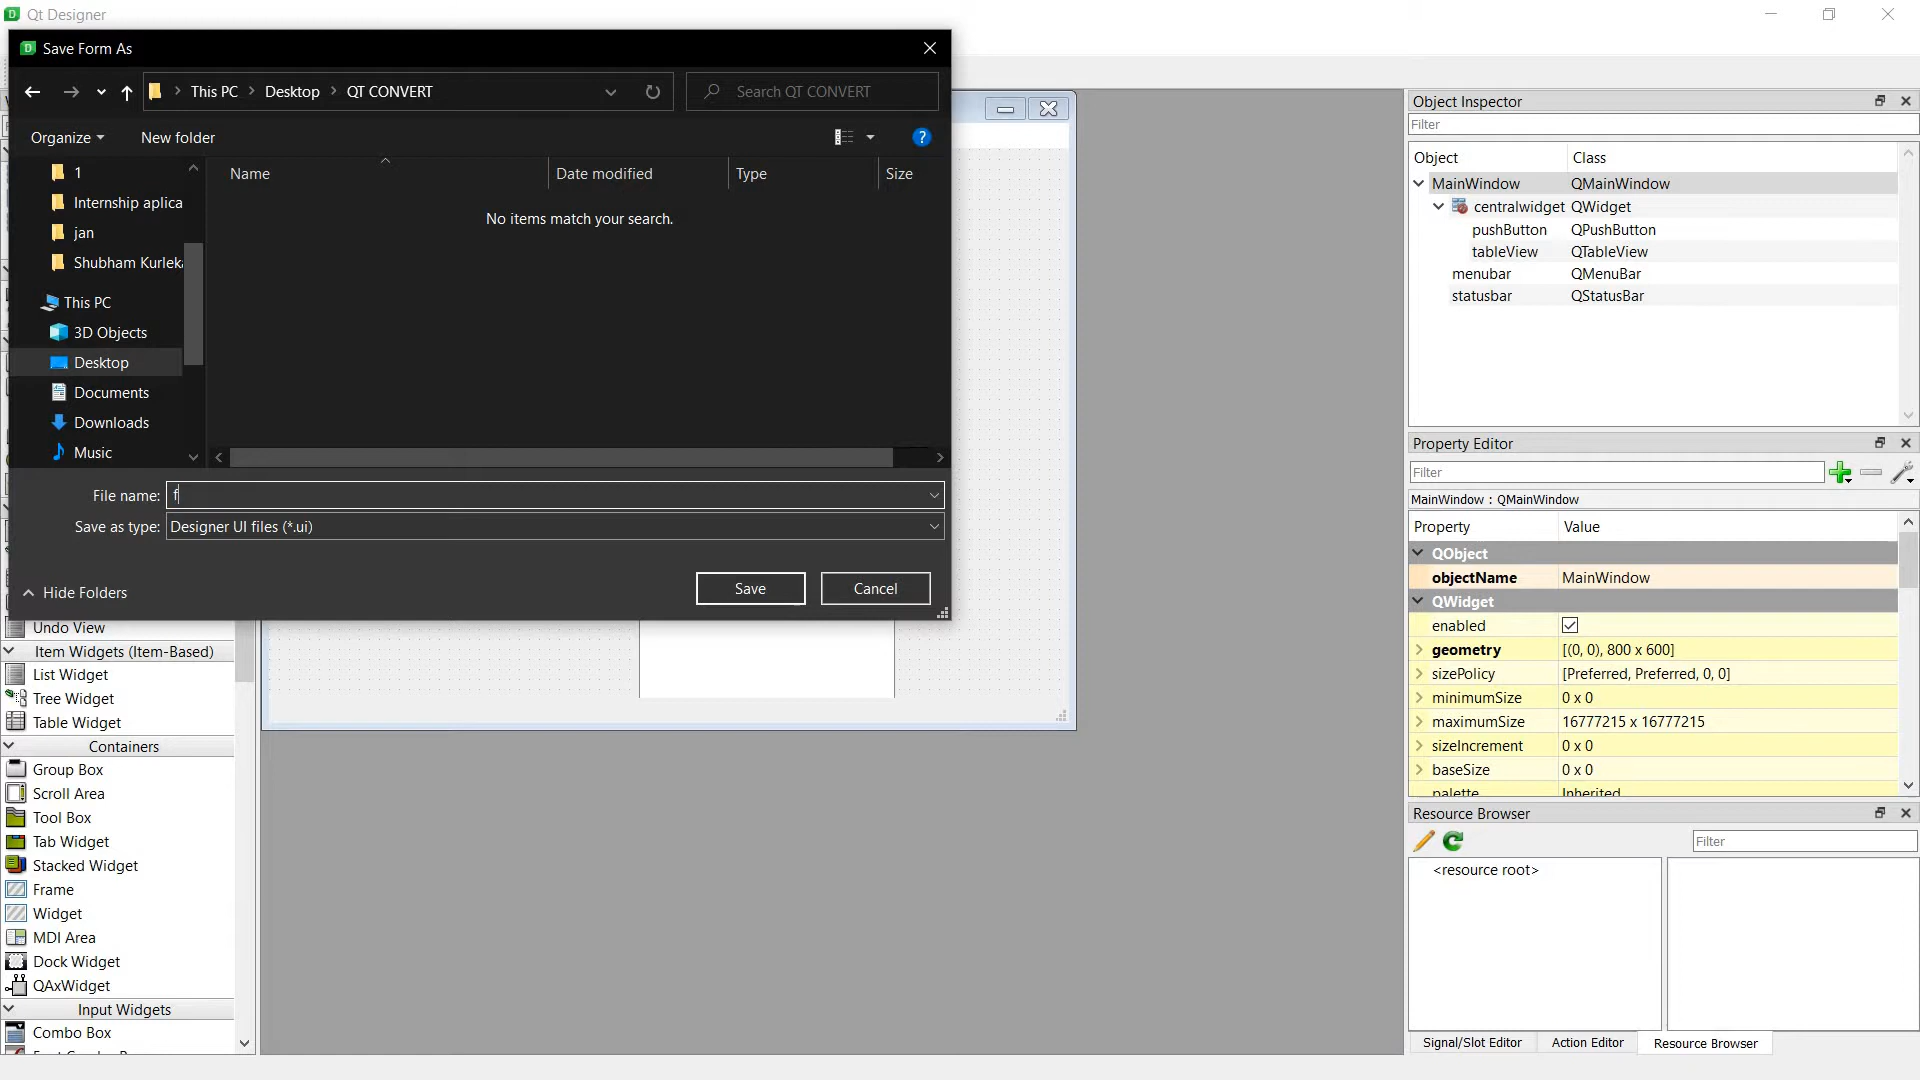 Qt Designer
Save Form As
This PC
Desktop
QT CONVERT
Search QT CONVERT
Organize
New folder
Name
Date modified
Type
Size
No items match your search.
1
Internship aplica
jan
Shubham Kurleka
This PC
3D Objects
Desktop
Documents
Downloads
Music
File name: f
Save as type: Designer UI files (*.ui)
Hide Folders
Save
Cancel
Undo View
Item Widgets (Item-Based)
List Widget
Tree Widget
Table Widget
Containers
Group Box
Scroll Area
Tool Box
Tab Widget
Stacked Widget
Frame
Widget
MDI Area
Dock Widget
QAxWidget
Input Widgets
Combo Box
Object Inspector
Filter
Object Class
MainWindow QMainWindow
centralwidget QWidget
pushButton QPushButton
tableView QTableView
menubar QMenuBar
statusbar QStatusBar
Property Editor
Filter
MainWindow : QMainWindow
Property Value
QObject
objectName MainWindow
QWidget
enabled
geometry [(0, 0), 800 x 600]
sizePolicy [Preferred, Preferred, 0, 0]
minimumSize 0 x 0
maximumSize 16777215 x 16777215
sizeIncrement 0 x 0
baseSize 0 x 0
palette Inherited
Resource Browser
Filter
<resource root>
Signal/Slot Editor
Action Editor
Resource Browser